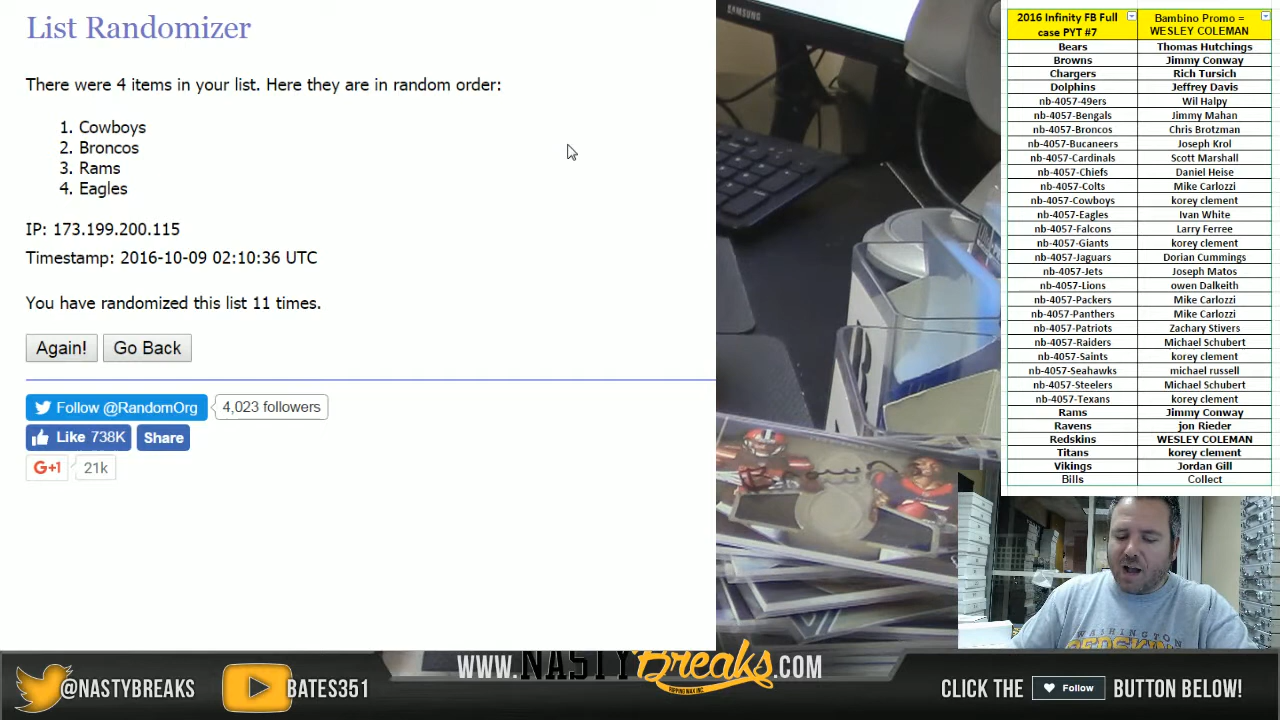 List Randomizer
There were 4 items in your list. Here they are in random order:
1. Cowboys
2. Broncos
3. Rams
4. Eagles
IP: 173.199.200.115
Timestamp: 2016-10-09 02:10:36 UTC
You have randomized this list 11 times.
Again! Go Back
Follow @RandomOrg 4,023 followers
Like 738K Share
G+1 21k
SAMSUNG
2016 Infinity FB Full case PYT #7 Bambino Promo = WESLEY COLEMAN
Bears Thomas Hutchings
Browns Jimmy Conway
Chargers Rich Tursich
Dolphins Jeffrey Davis
nb-4057-49ers Wil Halpy
nb-4057-Bengals Jimmy Mahan
nb-4057-Broncos Chris Brotzman
nb-4057-Bucaneers Joseph Krol
nb-4057-Cardinals Scott Marshall
nb-4057-Chiefs Daniel Heise
nb-4057-Colts Mike Carlozzi
nb-4057-Cowboys korey clement
nb-4057-Eagles Ivan White
nb-4057-Falcons Larry Ferree
nb-4057-Giants korey clement
nb-4057-Jaguars Dorian Cummings
nb-4057-Jets Joseph Matos
nb-4057-Lions owen Dalkeith
nb-4057-Packers Mike Carlozzi
nb-4057-Panthers Mike Carlozzi
nb-4057-Patriots Zachary Stivers
nb-4057-Raiders Michael Schubert
nb-4057-Saints korey clement
nb-4057-Seahawks michael russell
nb-4057-Steelers Michael Schubert
nb-4057-Texans korey clement
Rams Jimmy Conway
Ravens jon Rieder
Redskins WESLEY COLEMAN
Titans korey clement
Vikings Jordan Gill
Bills Collect
WASHINGTON
REDSKINS
@NASTYBREAKS
BATES351
WWW.NASTYBreaks.COM
RIPPING WAX INC.
CLICK THE Follow BUTTON BELOW!